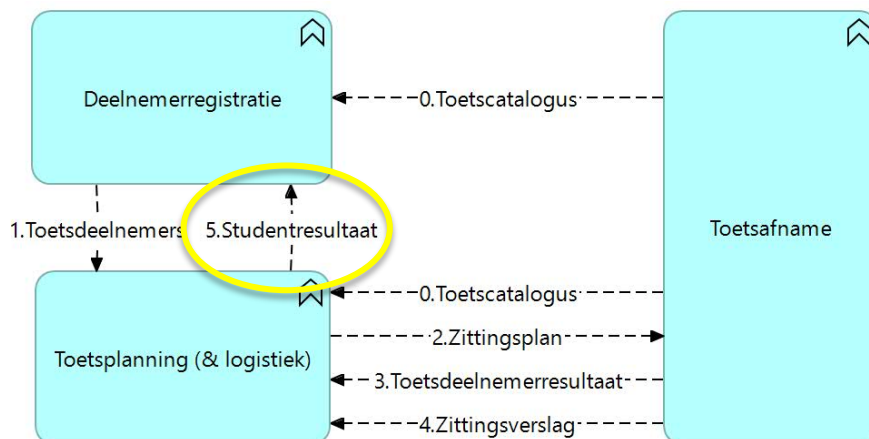 Deelnemerregistratie
0.Toetscatalogus
1.Toetsdeelnemers
5.Studentresultaat
Toetsafname
0.Toetscatalogus
2.Zittingsplan
Toetsplanning (& logistiek)
3.Toetsdeelnemerresultaat
4.Zittingsverslag